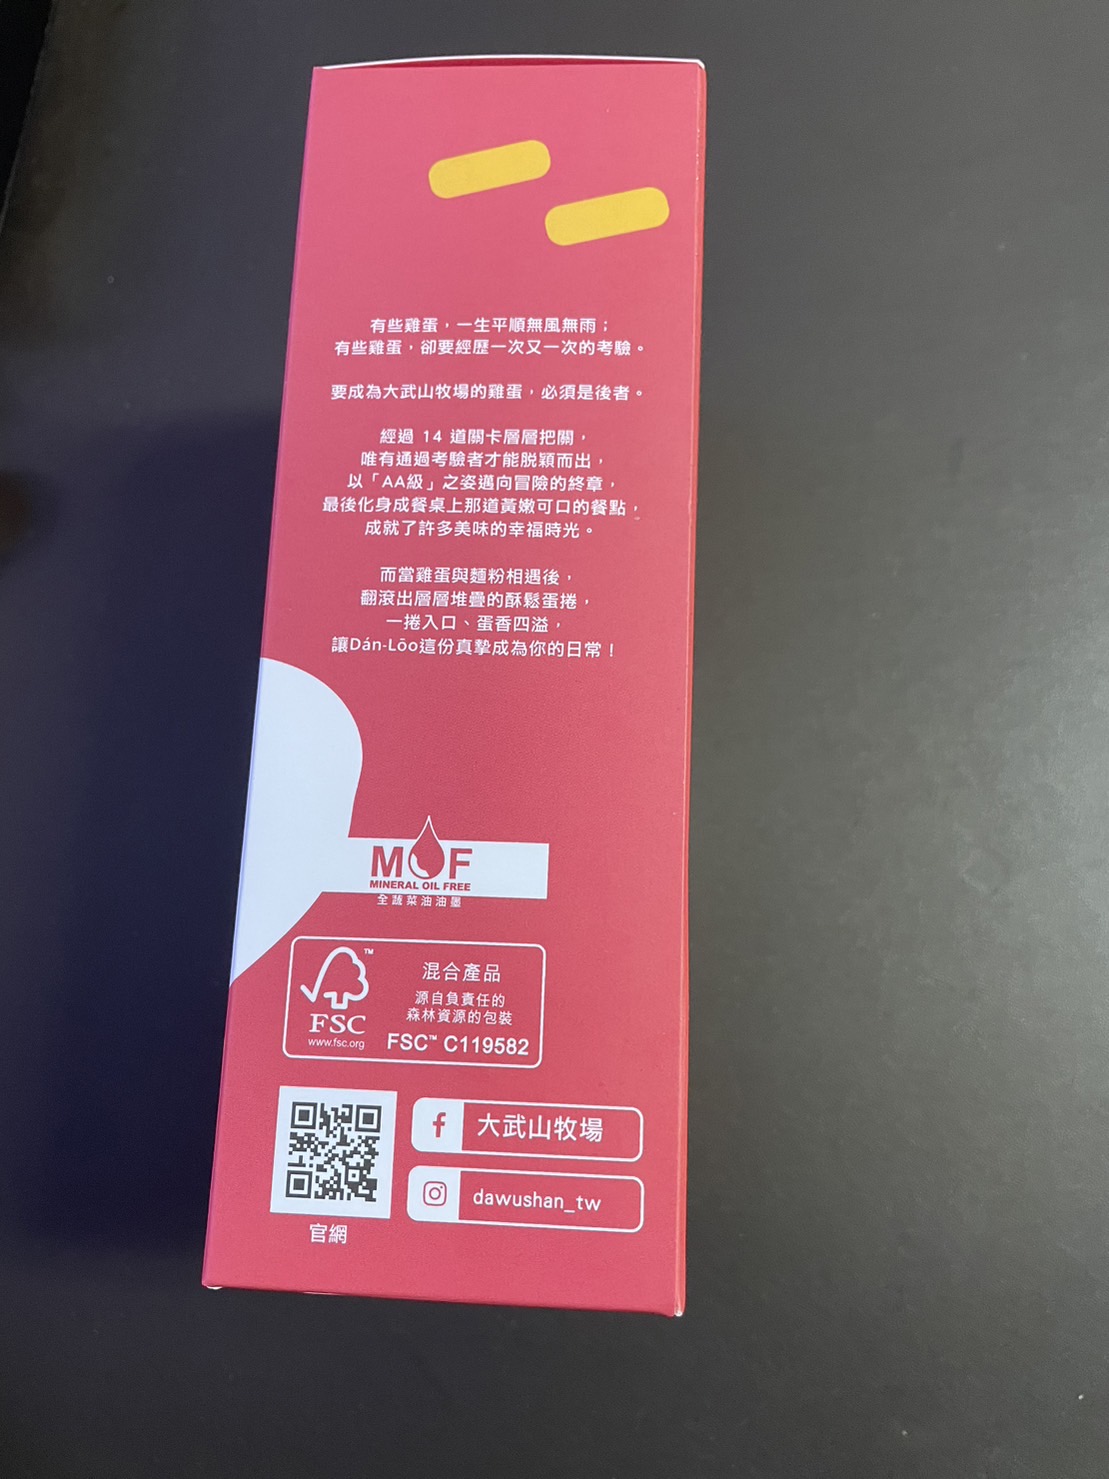 有些雞蛋，一生平順無風無雨；
有些雞蛋，卻要經歷一次又一次的考驗。
要成為大武山牧場的雞蛋，必須是後者。
經過 14 道關卡層層把關，
唯有通過考驗者才能脫穎而出，
以「AA級」之姿邁向冒險的終章，
最後化身成餐桌上那道黃嫩可口的餐點，
成就了許多美味的幸福時光。
而當雞蛋與麵粉相遇後，
翻滾出層層堆疊的酥鬆蛋捲，
一捲入口、蛋香四溢，
讓Dán-Lōo這份真摯成為你的日常！
MOF
MINERAL OIL FREE
全蔬菜油油墨
FSC
www.fsc.org
™
混合產品
源自負責任的
森林資源的包裝
FSC™ C119582
官網
f 大武山牧場
dawushan_tw